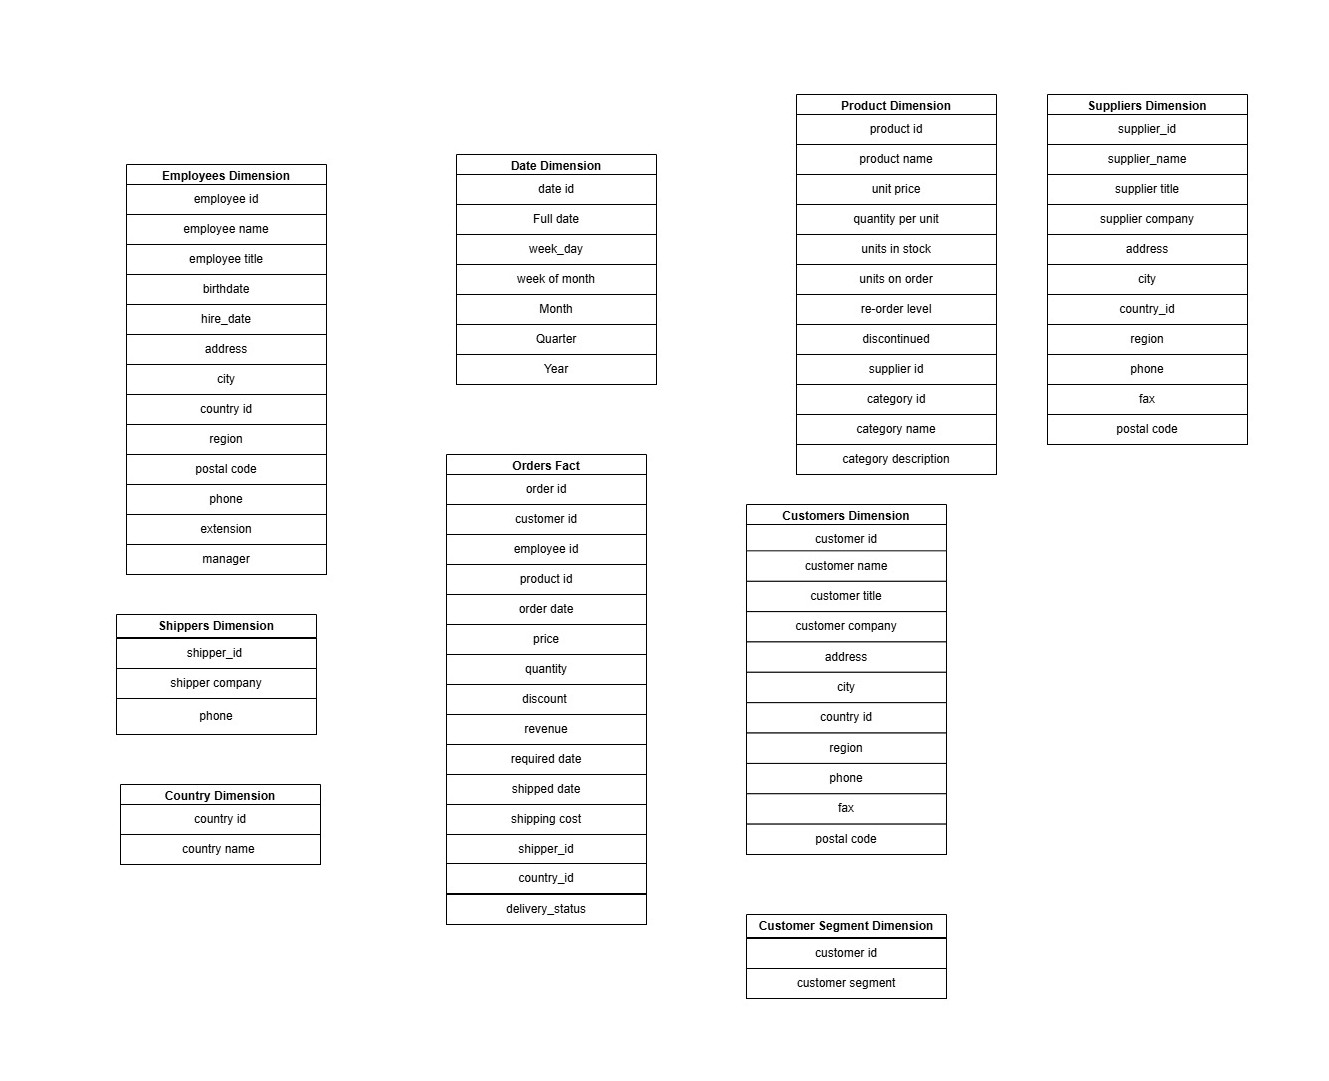 Employees Dimension
employee id
employee name
employee title
birthdate
hire_date
address
city
country id
region
postal code
phone
extension
manager
Shippers Dimension
shipper_id
shipper company
phone
Country Dimension
country id
country name
Date Dimension
date id
Full date
week_day
week of month
Month
Quarter
Year
Orders Fact
order id
customer id
employee id
product id
order date
price
quantity
discount
revenue
required date
shipped date
shipping cost
shipper_id
country_id
delivery_status
Product Dimension
product id
product name
unit price
quantity per unit
units in stock
units on order
re-order level
discontinued
supplier id
category id
category name
category description
Suppliers Dimension
supplier_id
supplier_name
supplier title
supplier company
address
city
country_id
region
phone
fax
postal code
Customers Dimension
customer id
customer name
customer title
customer company
address
city
country id
region
phone
fax
postal code
Customer Segment Dimension
customer id
customer segment